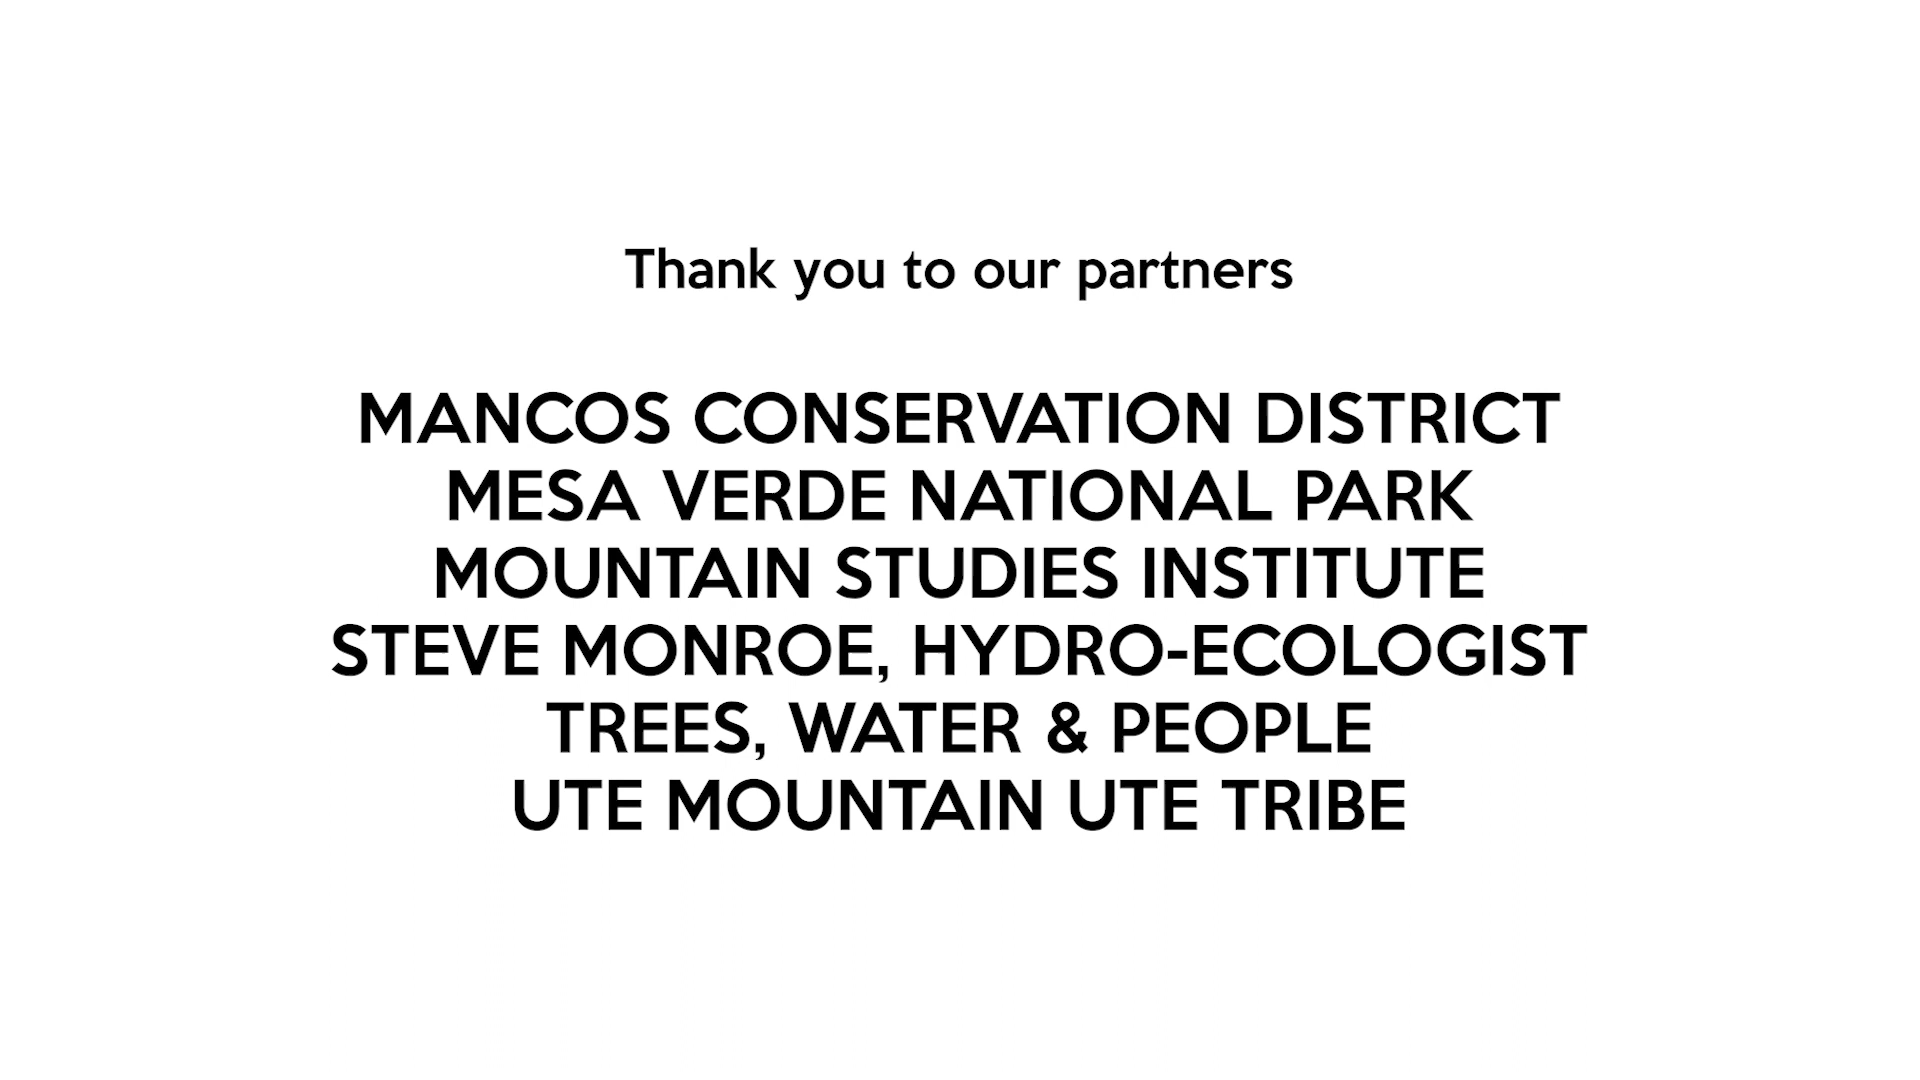 Thank you to our partners
MANCOS CONSERVATION DISTRICT
MESA VERDE NATIONAL PARK
MOUNTAIN STUDIES INSTITUTE
STEVE MONROE, HYDRO-ECOLOGIST
TREES, WATER & PEOPLE
UTE MOUNTAIN UTE TRIBE